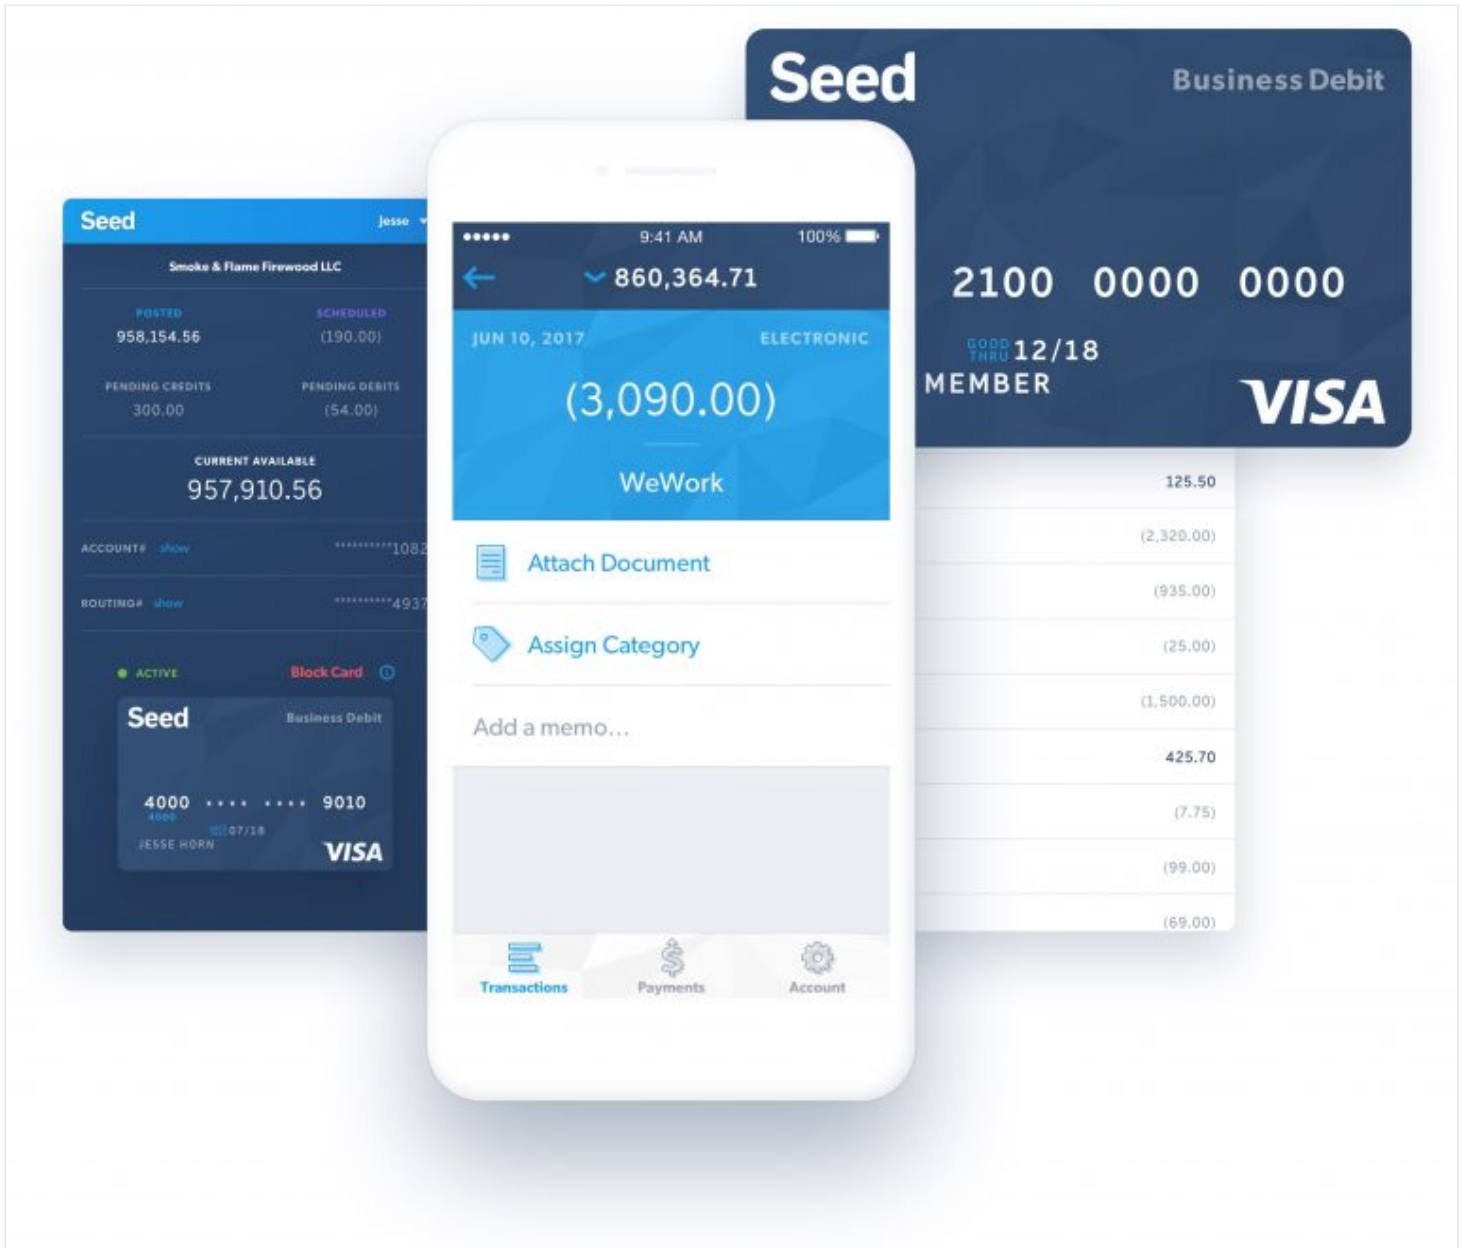 Seed
Business Debit
2100 0000 0000
GOOD THRU 12/18
MEMBER
VISA
Seed
Jesse
Smoke & Flame Firewood LLC
POSTED SCHEDULED
958,154.56 (190.00)
PENDING CREDITS PENDING DEBITS
300.00 (54.00)
CURRENT AVAILABLE
957,910.56
ACCOUNT# show **********1082
ROUTING# show **********4937
ACTIVE Block Card
Seed Business Debit
4000 •••• •••• 9010
4000
07/18
JESSE HORN
VISA
9:41 AM 100%
860,364.71
JUN 10, 2017 ELECTRONIC
(3,090.00)
WeWork
Attach Document
Assign Category
Add a memo...
Transactions Payments Account
125.50
(2,320.00)
(935.00)
(25.00)
(1,500.00)
425.70
(7.75)
(99.00)
(69.00)